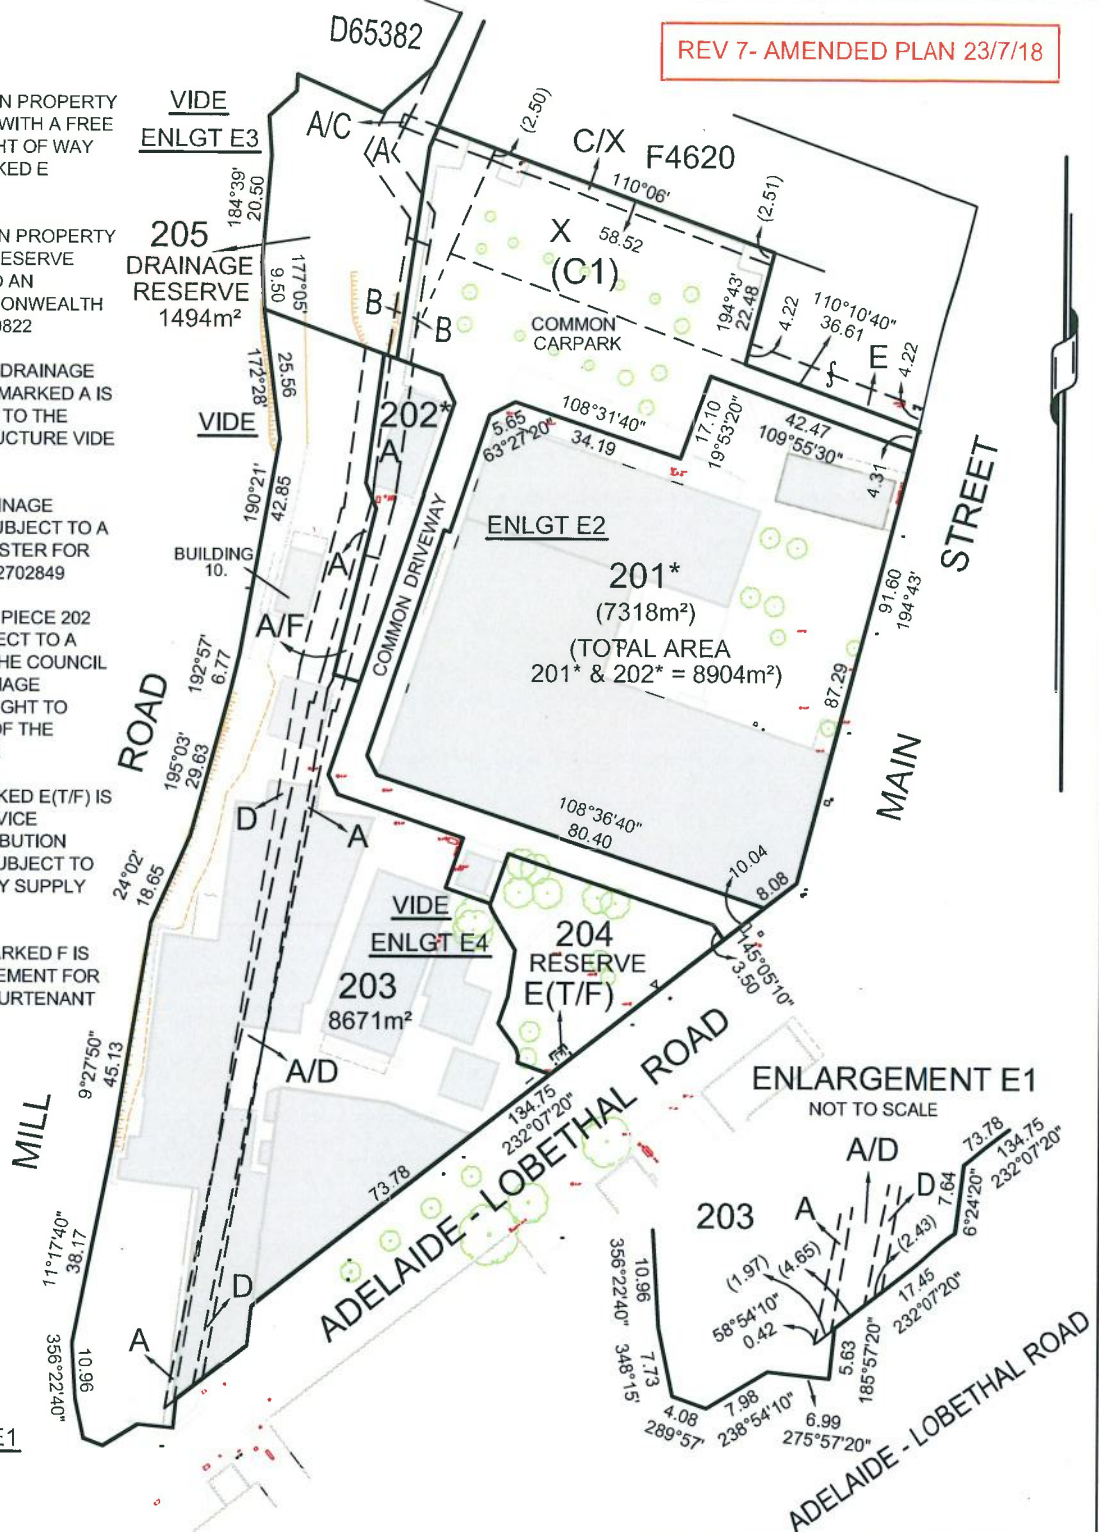 D65382
REV 7- AMENDED PLAN 23/7/18
N PROPERTY
WITH A FREE
HT OF WAY
KED E
VIDE
ENLGT E3
A/C
(2.50)
C/X
F4620
110°06'
58.52
(2.51)
184°39'
20.50
N PROPERTY
ESERVE
O AN
ONWEALTH
9822
205
DRAINAGE
RESERVE
1494m²
177°05'
9.50
A
X
(C1)
COMMON
CARPARK
B
B
194°43'
22.48
4.22
110°10'40"
36.61
E
4.22
DRAINAGE
MARKED A IS
TO THE
UCTURE VIDE
VIDE
172°28'
25.56
202*
A
5.65
63°27'20"
108°31'40"
34.19
17.10
19°53'20"
42.47
109°55'30"
4.31
STREET
INAGE
UBJECT TO A
STER FOR
2702849
190°21'
42.85
BUILDING
10.
ENLGT E2
COMMON DRIVEWAY
A
201*
(7318m²)
(TOTAL AREA
201* & 202* = 8904m²)
91.60
194°43'
87.29
PIECE 202
ECT TO A
HE COUNCIL
NAGE
GHT TO
OF THE
A/F
192°57'
6.77
ROAD
195°03'
29.63
MAIN
KED E(T/F) IS
VICE
IBUTION
UBJECT TO
Y SUPPLY
D
A
108°36'40"
80.40
10.04
8.08
24°02'
18.65
VIDE
ENLGT E4
204
RESERVE
E(T/F)
145°05'10"
3.50
ARKED F IS
EMENT FOR
URTENANT
203
8671m²
9°27'50"
45.13
A/D
MILL
134.75
232°07'20"
73.78
ADELAIDE - LOBETHAL ROAD
11°17'40"
38.17
D
A
356°22'40"
10.96
E1
ENLARGEMENT E1
NOT TO SCALE
A/D
73.78
134.75
232°07'20"
203
A
D
7.64
6°24'20"
(2.43)
(4.65)
(1.97)
10.96
356°22'40"
58°54'10"
0.42
17.45
232°07'20"
7.73
348°15'
5.63
185°57'20"
4.08
289°57'
7.98
238°54'10"
6.99
275°57'20"
ADELAIDE - LOBETHAL ROAD